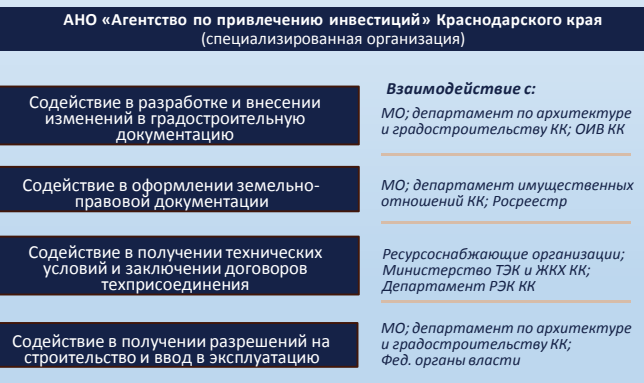 АНО «Агентство по привлечению инвестиций» Краснодарского края
(специализированная организация)
Взаимодействие с:
Содействие в разработке и внесении
изменений в градостроительную
документацию
МО; департамент по архитектуре
и градостроительству КК; ОИВ КК
Содействие в оформлении земельно-
правовой документации
МО; департамент имущественных
отношений КК; Росреестр
Содействие в получении технических
условий и заключении договоров
техприсоединения
Ресурсоснабжающие организации;
Министерство ТЭК и ЖКХ КК;
Департамент РЭК КК
Содействие в получении разрешений на
строительство и ввод в эксплуатацию
МО; департамент по архитектуре
и градостроительству КК;
Фед. органы власти